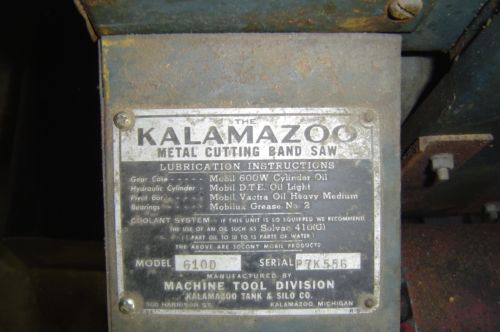 THE
KALAMAZOO
METAL CUTTING BAND SAW
LUBRICATION INSTRUCTIONS
Gear Case - - - - - Mobil 600W Cylinder Oil
Hydraulic Cylinder - - Mobil D.T.E. Oil Light
Pivot Bar - - - - - Mobil Vactra Oil Heavy Medium
Bearings - - - - - Mobilux Grease No. 2
COOLANT SYSTEM - IF THIS UNIT IS SO EQUIPPED WE RECOMMEND
THE USE OF AN OIL SUCH AS Solvac 410(G)
(1 PART OIL TO 10 TO 15 PARTS OF WATER)
THE ABOVE ARE SOCONY MOBIL PRODUCTS
MODEL 610D SERIAL P7K556
MANUFACTURED BY
MACHINE TOOL DIVISION
KALAMAZOO TANK & SILO CO.
HARRISON ST. KALAMAZOO, MICHIGAN